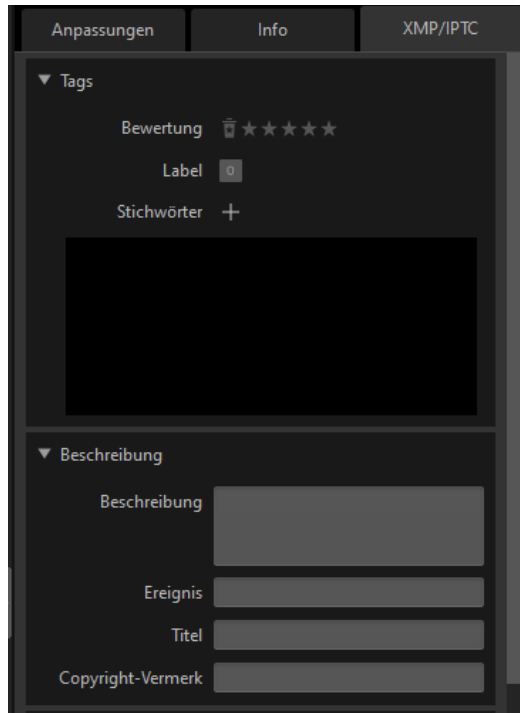 Anpassungen Info XMP/IPTC
Tags
Bewertung
Label 0
Stichwörter
Beschreibung
Beschreibung
Ereignis
Titel
Copyright-Vermerk